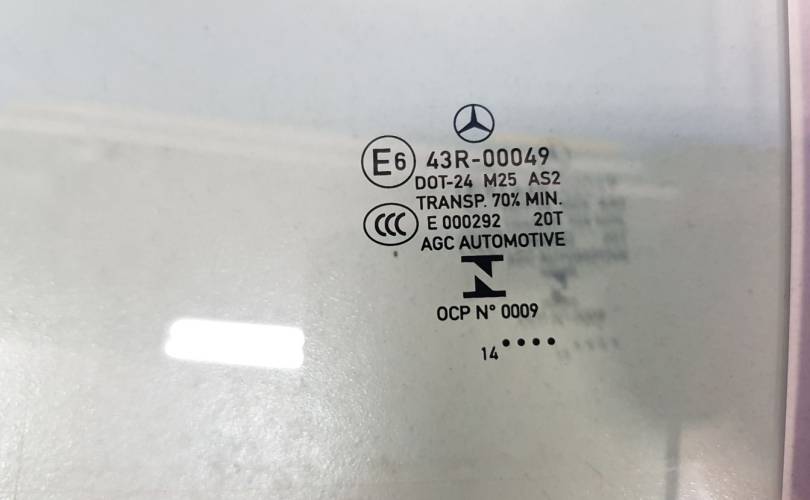 E6 43R-00049
DOT-24 M25 AS2
TRANSP. 70% MIN.
CCC E 000292 20T
AGC AUTOMOTIVE
OCP N° 0009
14 ••••